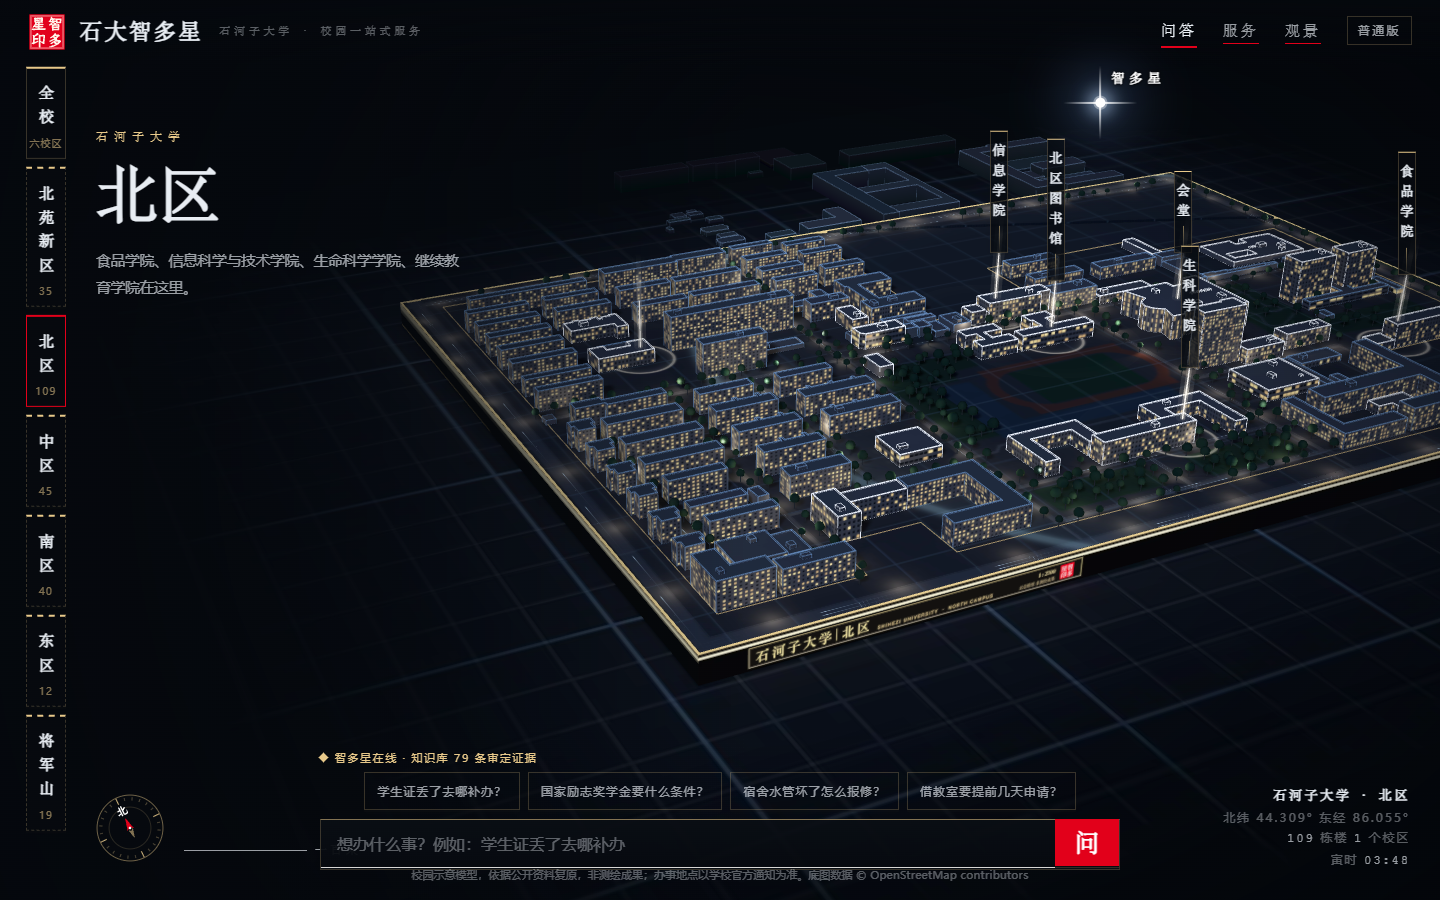 智多星印
石大智多星
石河子大学 · 校园一站式服务
问答
服务
观景
普通版
全校
六校区
北苑新区
35
北区
109
中区
45
南区
40
东区
12
将军山
19
石河子大学
北区
食品学院、信息科学与技术学院、生命科学学院、继续教
育学院在这里。
智多星
信息学院
北区图书馆
会堂
生科学院
食品学院
石河子大学 | 北区 SHIHEZI UNIVERSITY · NORTH CAMPUS
北
智多星在线 · 知识库 79 条审定证据
学生证丢了去哪补办?
国家励志奖学金要什么条件?
宿舍水管坏了怎么报修?
借教室要提前几天申请?
想办什么事? 例如: 学生证丢了去哪补办
问
校园示意模型, 依据公开资料复原, 非测绘成果; 办事地点以学校官方通知为准。底图数据 © OpenStreetMap contributors
石河子大学 · 北区
北纬 44.309° 东经 86.055°
109 栋楼 1 个校区
寅时 03:48